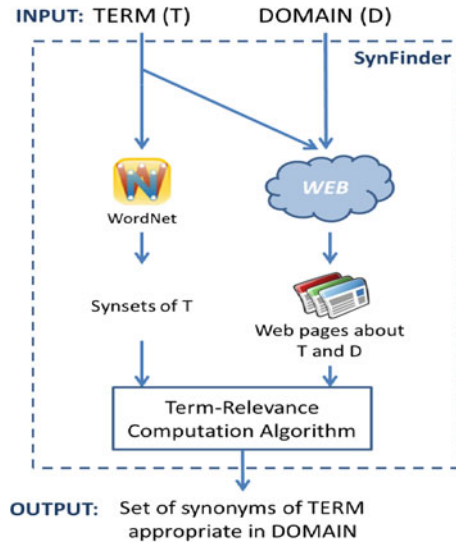 INPUT: TERM (T) DOMAIN (D)
SynFinder
W
WEB
WordNet
Synsets of T
Web pages about
T and D
Term-Relevance
Computation Algorithm
OUTPUT: Set of synonyms of TERM
appropriate in DOMAIN